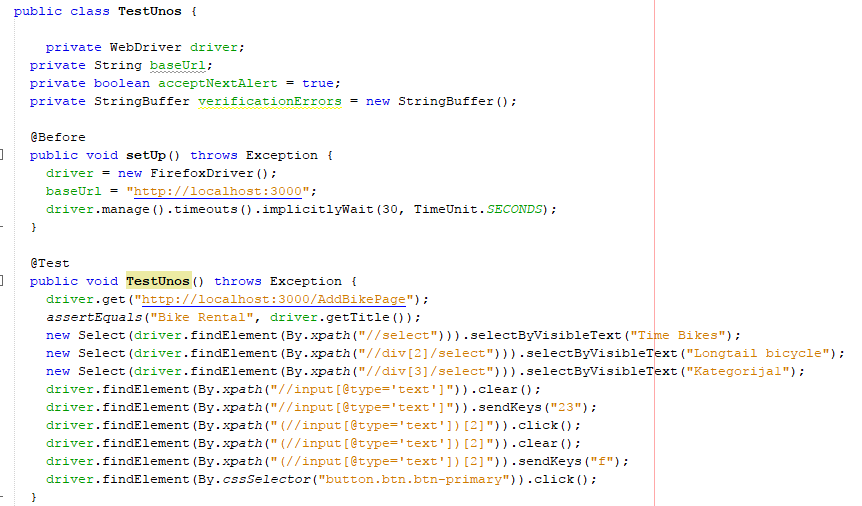 public class TestUnos {
private WebDriver driver;
private String baseUrl;
private boolean acceptNextAlert = true;
private StringBuffer verificationErrors = new StringBuffer();
@Before
public void setUp() throws Exception {
driver = new FirefoxDriver();
baseUrl = "http://localhost:3000";
driver.manage().timeouts().implicitlyWait(30, TimeUnit.SECONDS);
}
@Test
public void TestUnos() throws Exception {
driver.get("http://localhost:3000/AddBikePage");
assertEquals("Bike Rental", driver.getTitle());
new Select(driver.findElement(By.xpath("//select"))).selectByVisibleText("Time Bikes");
new Select(driver.findElement(By.xpath("//div[2]/select"))).selectByVisibleText("Longtail bicycle");
new Select(driver.findElement(By.xpath("//div[3]/select"))).selectByVisibleText("Kategorija1");
driver.findElement(By.xpath("//input[@type='text']")).clear();
driver.findElement(By.xpath("//input[@type='text']")).sendKeys("23");
driver.findElement(By.xpath("(//input[@type='text'])[2]")).click();
driver.findElement(By.xpath("(//input[@type='text'])[2]")).clear();
driver.findElement(By.xpath("(//input[@type='text'])[2]")).sendKeys("f");
driver.findElement(By.cssSelector("button.btn.btn-primary")).click();
}